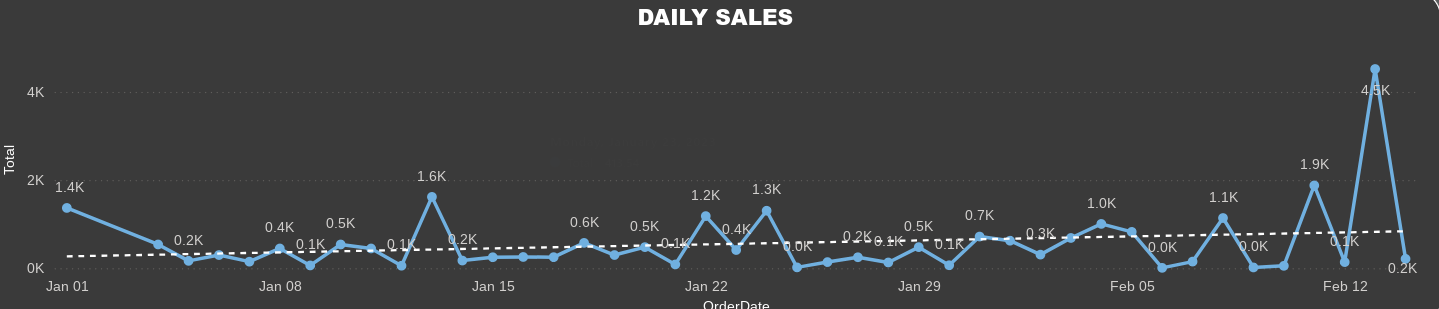 DAILY SALES
4K
4.5K
1.9K
2K
1.4K
1.6K
1.2K
1.3K
1.1K
1.0K
0.2K
0.4K
0.1K
0.5K
0.1K
0.2K
0.6K
0.5K
0.1K
0.4K
0.0K
0.2K
0.1K
0.5K
0.1K
0.7K
0.3K
0.0K
0.0K
0.1K
0.2K
0K
Total
Jan 01 Jan 08 Jan 15 Jan 22 Jan 29 Feb 05 Feb 12
OrderDate